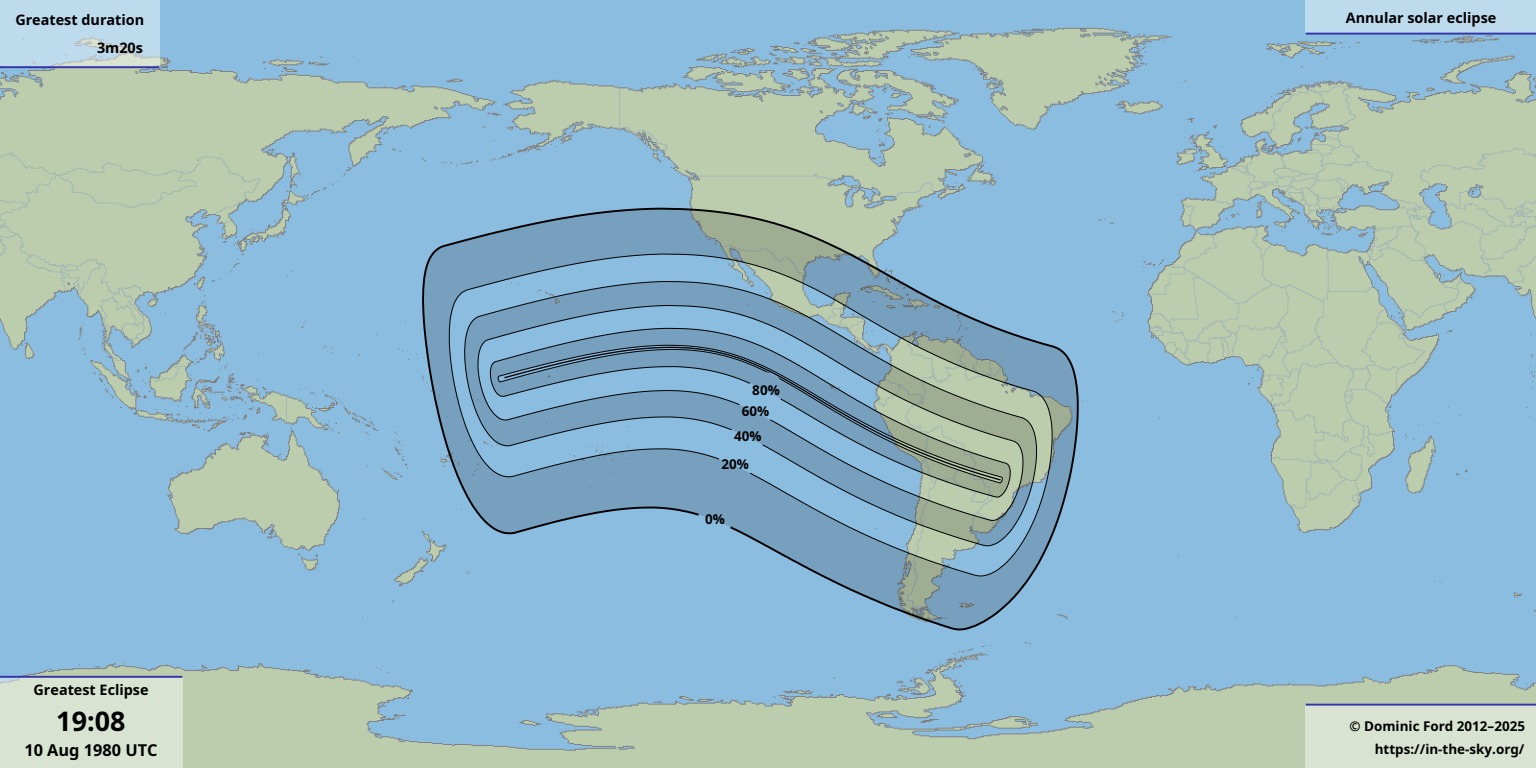 Greatest duration
3m20s
Annular solar eclipse
80%
60%
40%
20%
0%
Greatest Eclipse
19:08
10 Aug 1980 UTC
© Dominic Ford 2012–2025
https://in-the-sky.org/